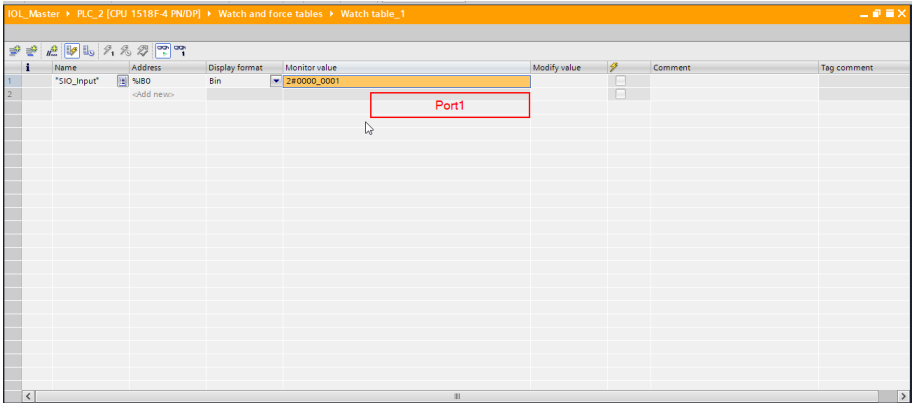 IOL_Master ▸ PLC_2 [CPU 1518F-4 PN/DP] ▸ Watch and force tables ▸ Watch table_1
i Name Address Display format Monitor value Modify value Comment Tag comment
1 "SIO_Input" %IB0 Bin 2#0000_0001
2 <Add new>
Port1